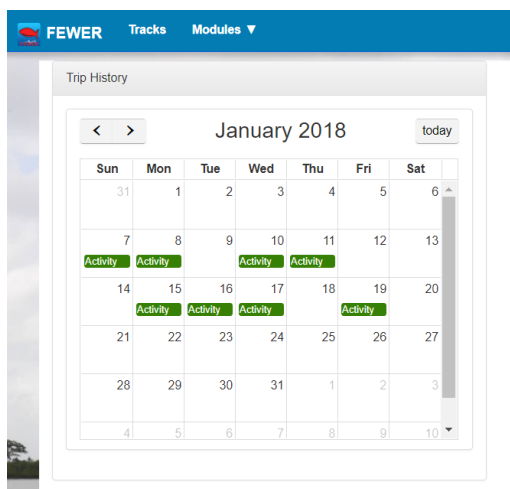 FEWER Tracks Modules ▼
Trip History
< > January 2018 today
Sun Mon Tue Wed Thu Fri Sat
31 1 2 3 4 5 6
7 8 9 10 11 12 13
Activity Activity Activity Activity
14 15 16 17 18 19 20
Activity Activity Activity Activity
21 22 23 24 25 26 27
28 29 30 31 1 2 3
4 5 6 7 8 9 10